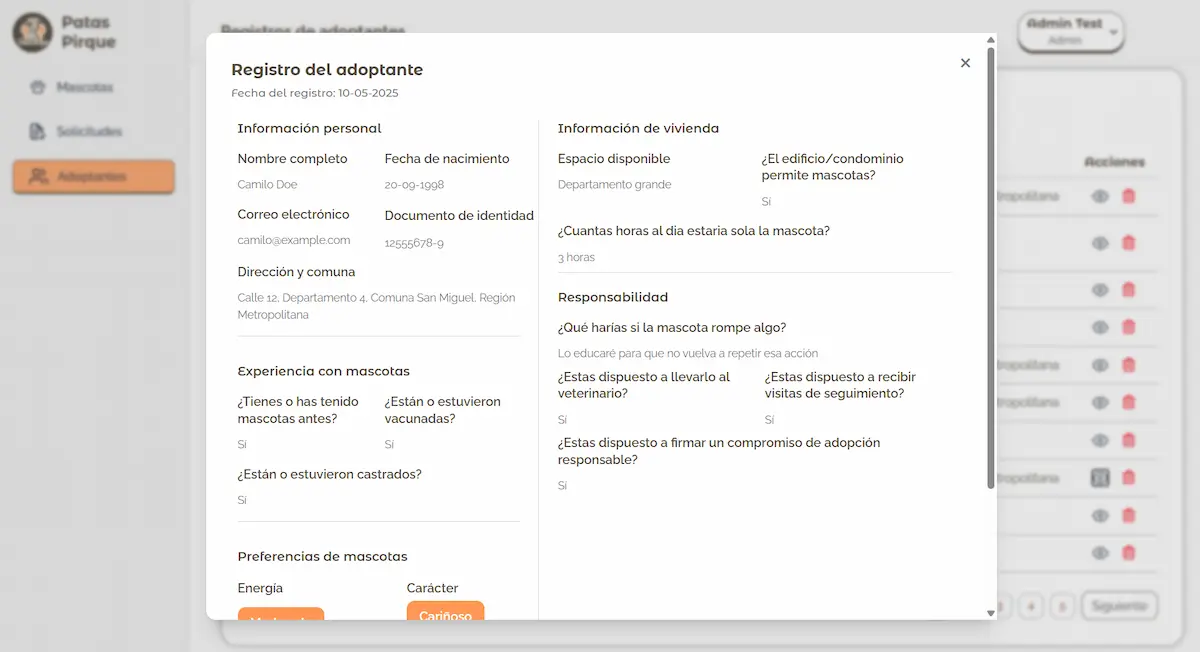 Patas
Pirque
Mascotas
Solicitudes
Adoptantes
Registros de adoptantes
Admin Test
Admin
Acciones
Registro del adoptante
Fecha del registro: 10-05-2025
Información personal
Nombre completo
Fecha de nacimiento
Camilo Doe
20-09-1998
Correo electrónico
Documento de identidad
camilo@example.com
12555678-9
Dirección y comuna
Calle 12, Departamento 4, Comuna San Miguel, Región
Metropolitana
Experiencia con mascotas
¿Tienes o has tenido
mascotas antes?
¿Están o estuvieron
vacunadas?
Sí
Sí
¿Están o estuvieron castrados?
Sí
Preferencias de mascotas
Energía
Carácter
Cariñoso
Información de vivienda
Espacio disponible
¿El edificio/condominio
permite mascotas?
Departamento grande
Sí
¿Cuantas horas al dia estaria sola la mascota?
3 horas
Responsabilidad
¿Qué harías si la mascota rompe algo?
Lo educaré para que no vuelva a repetir esa acción
¿Estas dispuesto a llevarlo al
veterinario?
¿Estas dispuesto a recibir
visitas de seguimiento?
Sí
Sí
¿Estas dispuesto a firmar un compromiso de adopción
responsable?
Sí
tropolitana
tropolitana
tropolitana
tropolitana
4
5
Siguiente